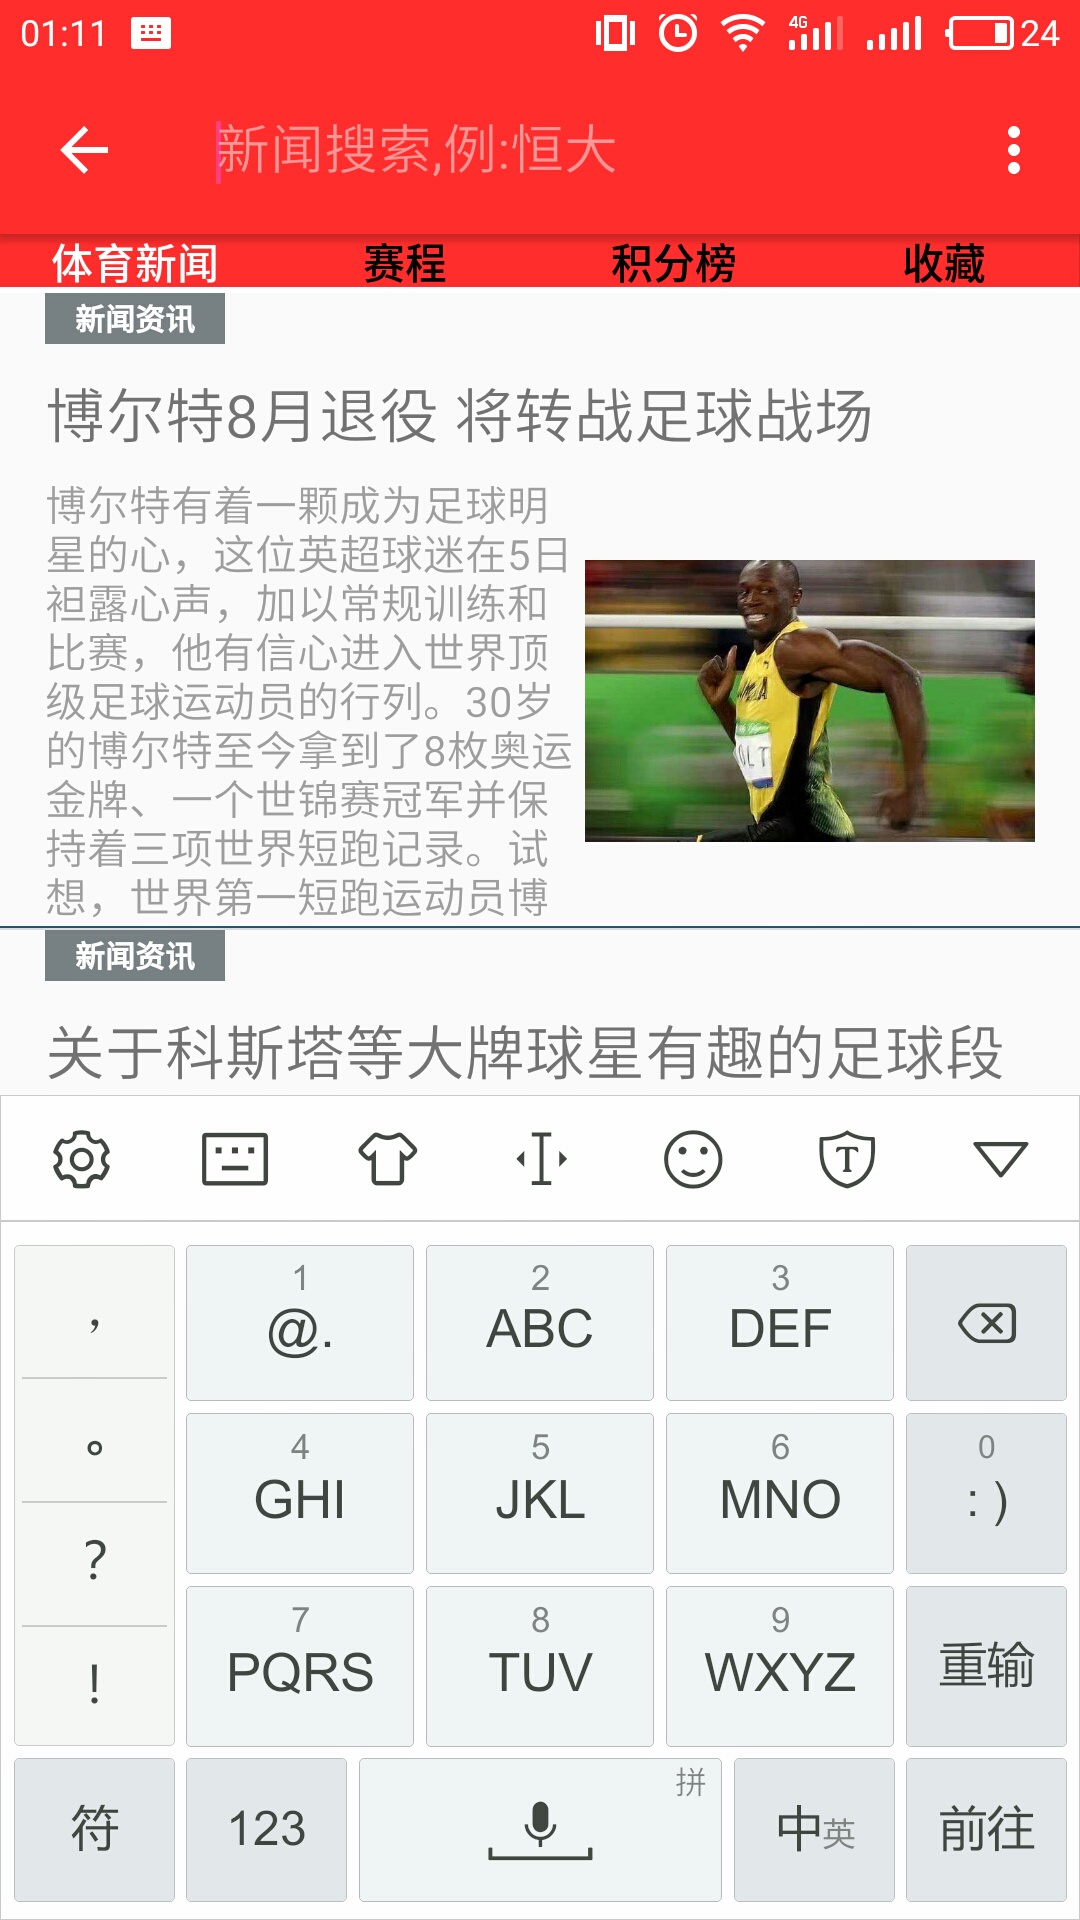 01:11 4G 24
新闻搜索,例:恒大
体育新闻 赛程 积分榜 收藏
新闻资讯
博尔特8月退役 将转战足球战场
博尔特有着一颗成为足球明
星的心，这位英超球迷在5日
袒露心声，加以常规训练和
比赛，他有信心进入世界顶
级足球运动员的行列。30岁
的博尔特至今拿到了8枚奥运
金牌、一个世锦赛冠军并保
持着三项世界短跑记录。试
想，世界第一短跑运动员博
新闻资讯
关于科斯塔等大牌球星有趣的足球段
， 1 @. 2 ABC 3 DEF
。 4 GHI 5 JKL 6 MNO 0 :)
？ 7 PQRS 8 TUV 9 WXYZ 重输
！
符 123 拼 中英 前往